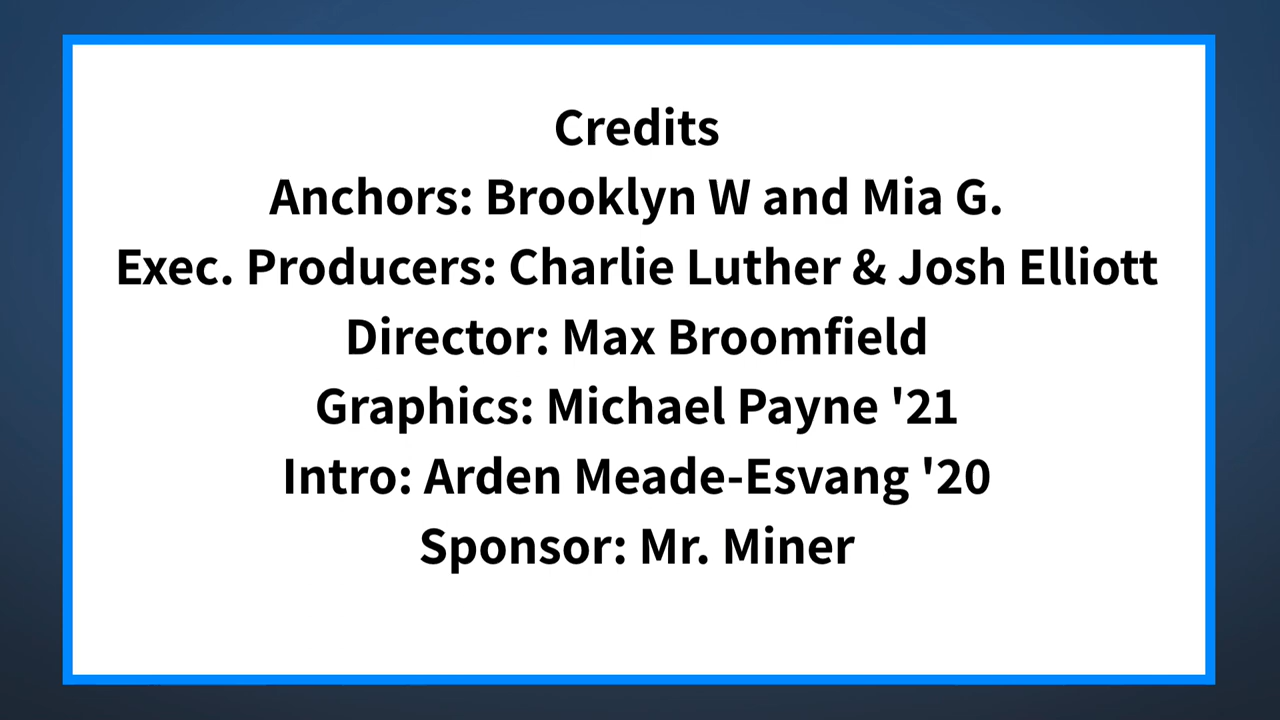 Credits
Anchors: Brooklyn W and Mia G.
Exec. Producers: Charlie Luther & Josh Elliott
Director: Max Broomfield
Graphics: Michael Payne '21
Intro: Arden Meade-Esvang '20
Sponsor: Mr. Miner